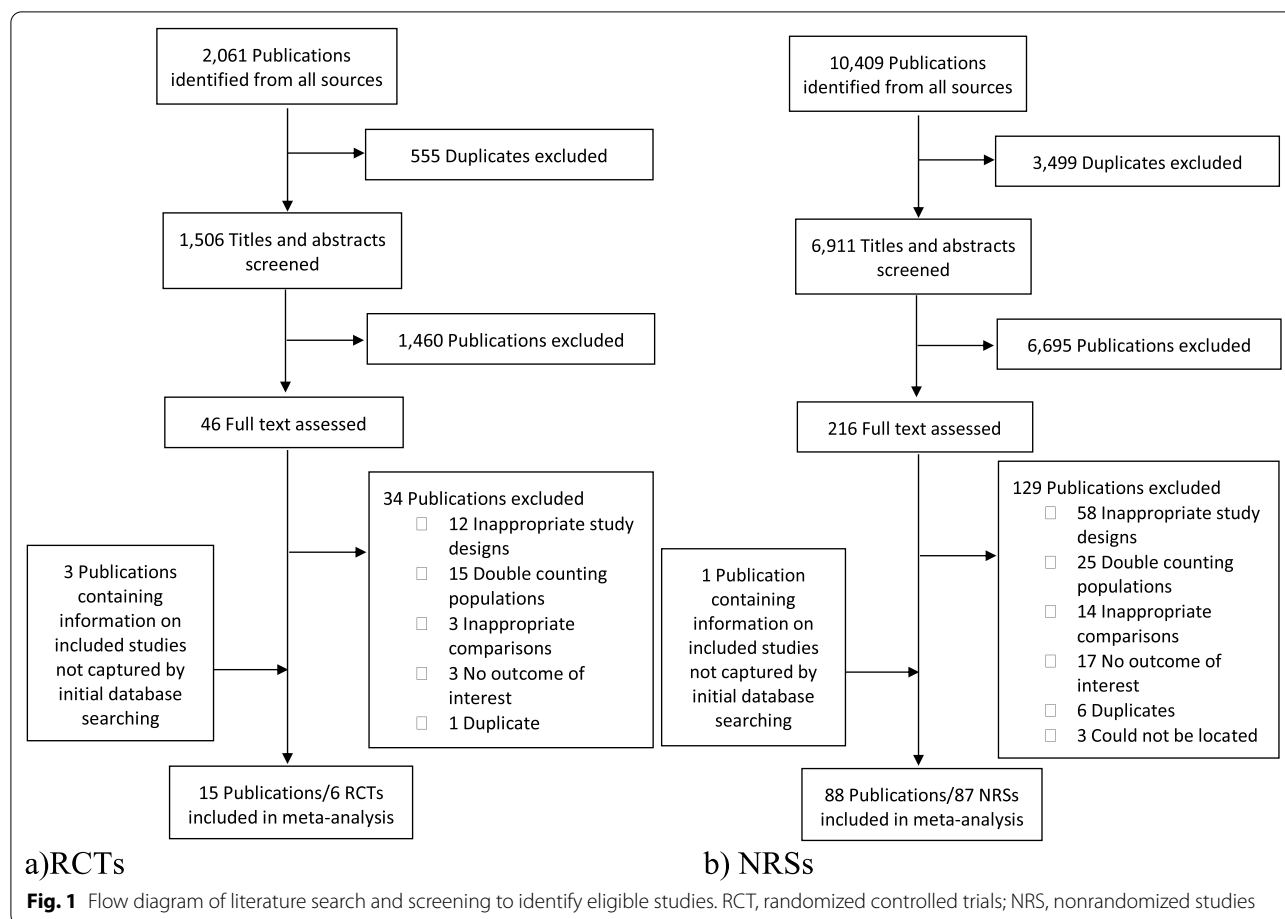 2,061 Publications
identified from all sources
555 Duplicates excluded
1,506 Titles and abstracts
screened
1,460 Publications excluded
46 Full text assessed
34 Publications excluded
12 Inappropriate study
designs
15 Double counting
populations
3 Inappropriate
comparisons
3 No outcome of
interest
1 Duplicate
3 Publications
containing
information on
included studies
not captured by
initial database
searching
15 Publications/6 RCTs
included in meta-analysis
a)RCTs
10,409 Publications
identified from all sources
3,499 Duplicates excluded
6,911 Titles and abstracts
screened
6,695 Publications excluded
216 Full text assessed
129 Publications excluded
58 Inappropriate study
designs
25 Double counting
populations
14 Inappropriate
comparisons
17 No outcome of
interest
6 Duplicates
3 Could not be located
1 Publication
containing
information on
included studies
not captured by
initial database
searching
88 Publications/87 NRSs
included in meta-analysis
b) NRSs
Fig. 1 Flow diagram of literature search and screening to identify eligible studies. RCT, randomized controlled trials; NRS, nonrandomized studies